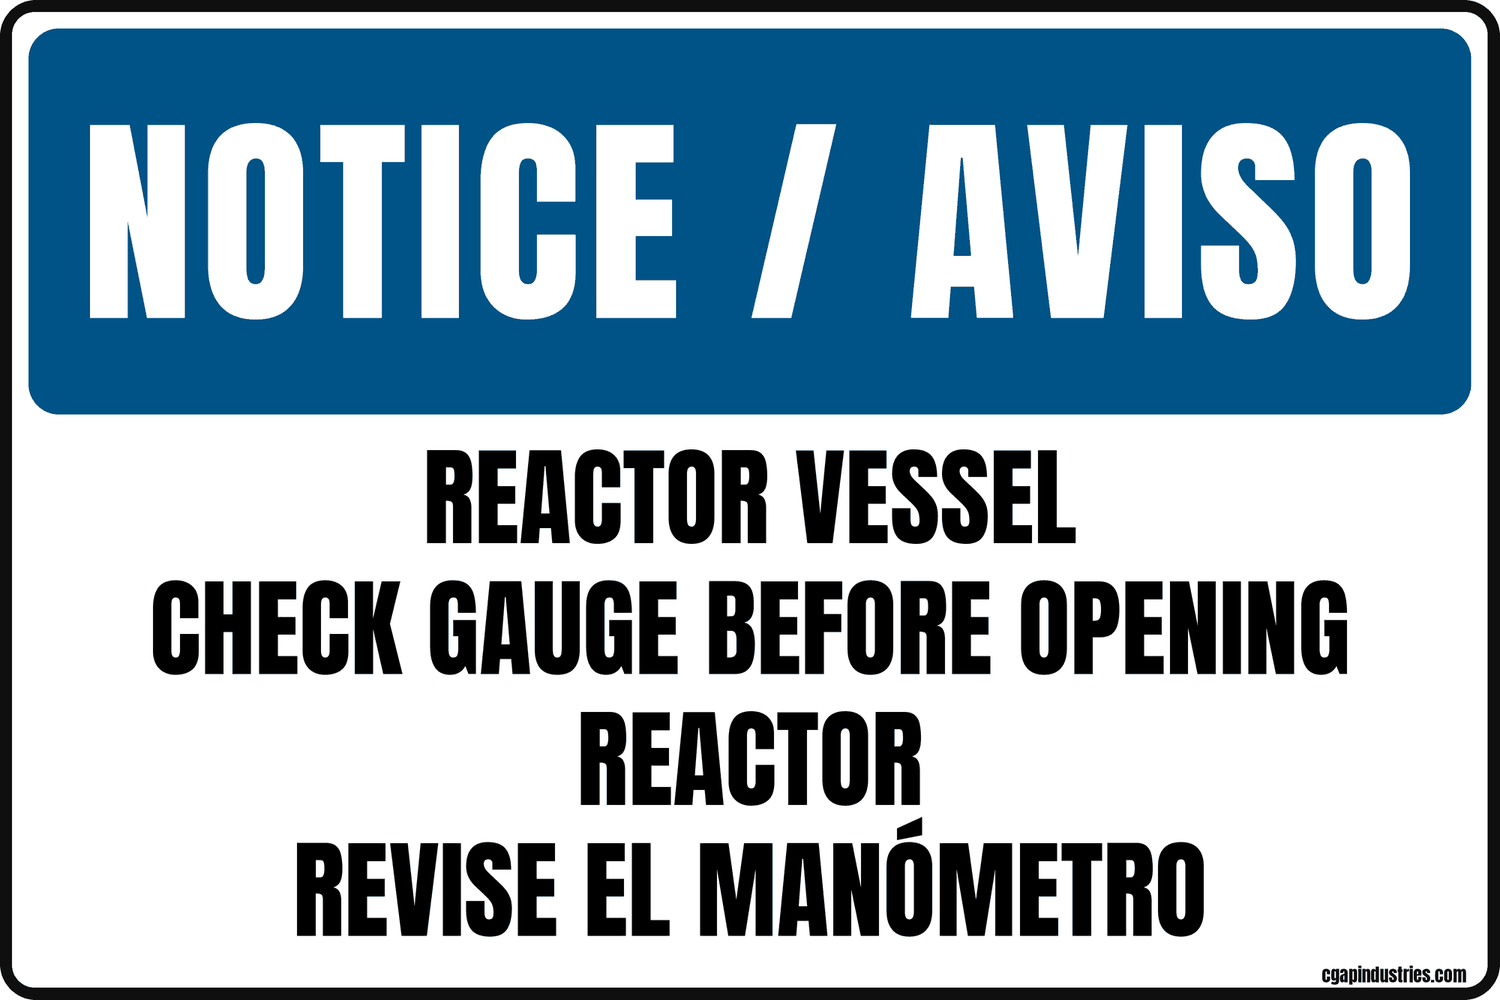 NOTICE / AVISO
REACTOR VESSEL
CHECK GAUGE BEFORE OPENING
REACTOR
REVISE EL MANÓMETRO
cgapindustries.com